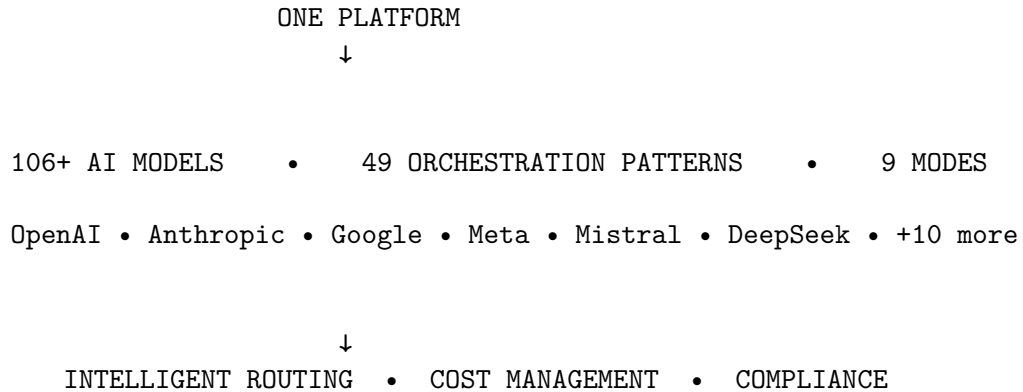 ONE PLATFORM
↓
106+ AI MODELS • 49 ORCHESTRATION PATTERNS • 9 MODES
OpenAI • Anthropic • Google • Meta • Mistral • DeepSeek • +10 more
↓
INTELLIGENT ROUTING • COST MANAGEMENT • COMPLIANCE